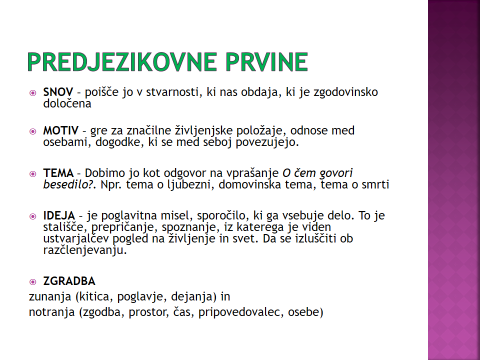 PREDJEZIKOVNE PRVINE
SNOV – poišče jo v stvarnosti, ki nas obdaja, ki je zgodovinsko
določena
MOTIV – gre za značilne življenjske položaje, odnose med
osebami, dogodke, ki se med seboj povezujejo.
TEMA – Dobimo jo kot odgovor na vprašanje O čem govori
besedilo?. Npr. tema o ljubezni, domovinska tema, tema o smrti
IDEJA – je poglavitna misel, sporočilo, ki ga vsebuje delo. To je
stališče, prepričanje, spoznanje, iz katerega je viden
ustvarjalčev pogled na življenje in svet. Da se izluščiti ob
razčlenjevanju.
ZGRADBA
zunanja (kitica, poglavje, dejanja) in
notranja (zgodba, prostor, čas, pripovedovalec, osebe)